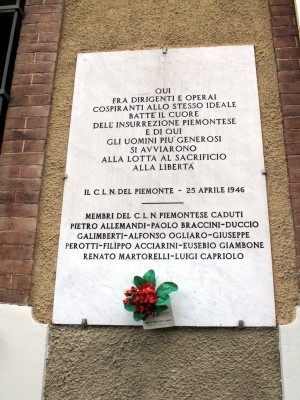 QUI
FRA DIRIGENTI E OPERAI
COSPIRANTI ALLO STESSO IDEALE
BATTE IL CUORE
DELL'INSURREZIONE PIEMONTESE
E DI QUI
GLI UOMINI PIU' GENEROSI
SI AVVIARONO
ALLA LOTTA AL SACRIFICIO
ALLA LIBERTÀ
IL C.L.N. DEL PIEMONTE - 25 APRILE 1946
MEMBRI DEL C.L.N. PIEMONTESE CADUTI
PIETRO ALLEMANDI-PAOLO BRACCINI-DUCCIO
GALIMBERTI-ALFONSO OGLIARO-GIUSEPPE
PEROTTI-FILIPPO ACCIARINI-EUSEBIO GIAMBONE
RENATO MARTORELLI-LUIGI CAPRIOLO